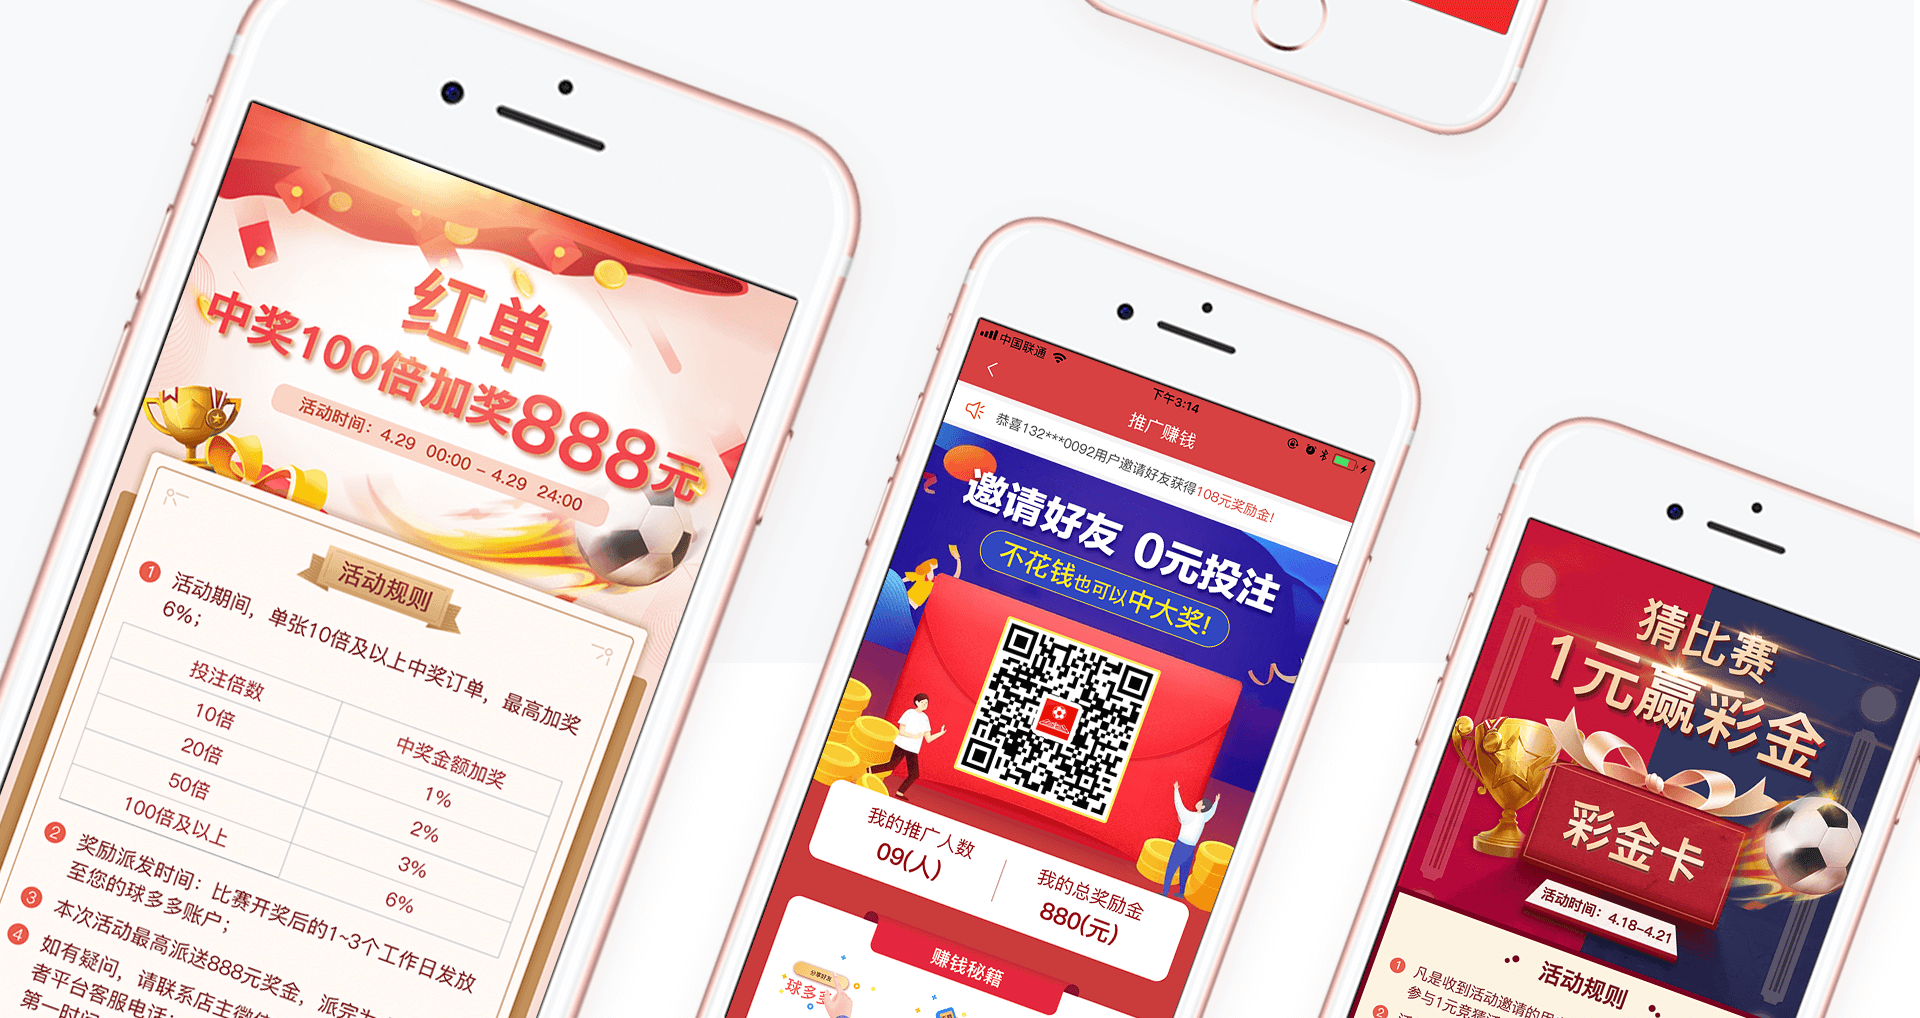 红单
中奖100倍加奖888元
活动时间：4.29 00:00 - 4.29 24:00
活动规则
1 活动期间，单张10倍及以上中奖订单，最高加奖
6%；
投注倍数 中奖金额加奖
10倍 1%
20倍 2%
50倍 3%
100倍及以上 6%
2 奖励派发时间：比赛开奖后的1~3个工作日发放
至您的球多多账户；
3 本次活动最高派送888元奖金，派完为
4 如有疑问，请联系店主微信
者平台客服电话：
第一时间
中国联通
下午3:14
推广赚钱
恭喜132***0092用户邀请好友获得108元奖励金!
邀请好友 0元投注
不花钱也可以中大奖!
我的推广人数
09(人)
我的总奖励金
880(元)
赚钱秘籍
分享好友
球多
猜比赛
1元赢彩金
彩金卡
活动时间：4.18-4.21
活动规则
1 凡是收到活动邀请的用
参与1元竞猜活
2